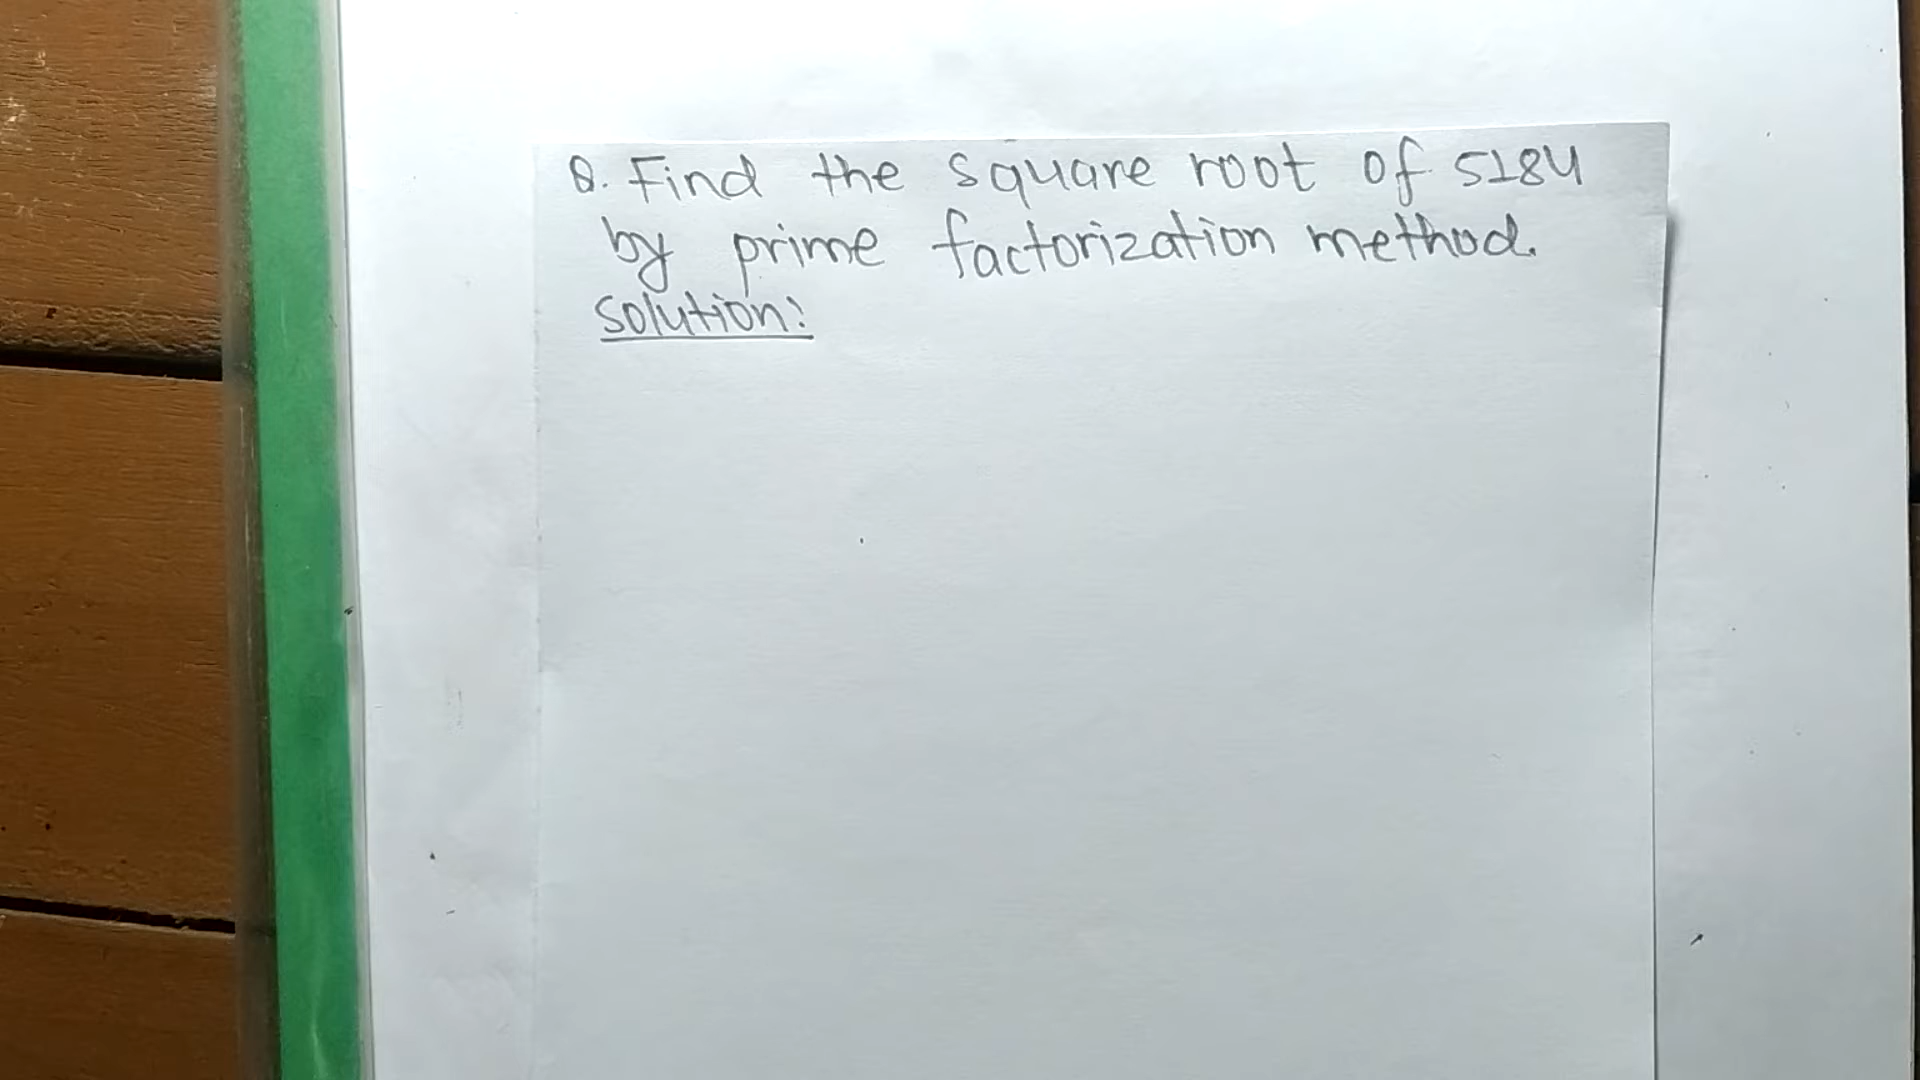 Q. Find the square root of 5184
by prime factorization method.
Solution: